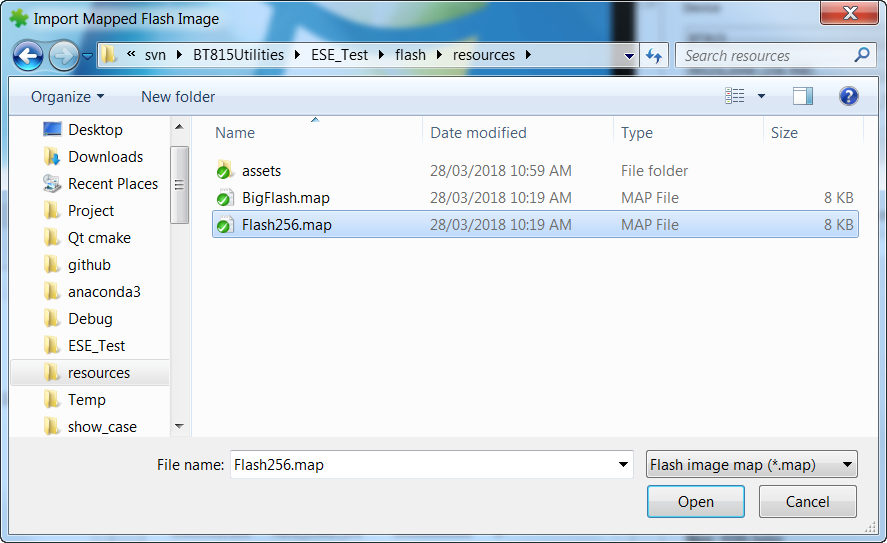 Import Mapped Flash Image
« svn BT815Utilities ESE_Test flash resources
Search resources
Organize New folder
Name Date modified Type Size
assets 28/03/2018 10:59 AM File folder
BigFlash.map 28/03/2018 10:19 AM MAP File 8 KB
Flash256.map 28/03/2018 10:19 AM MAP File 8 KB
Desktop
Downloads
Recent Places
Project
Qt cmake
github
anaconda3
Debug
ESE_Test
resources
Temp
show_case
File name: Flash256.map Flash image map (*.map)
Open Cancel